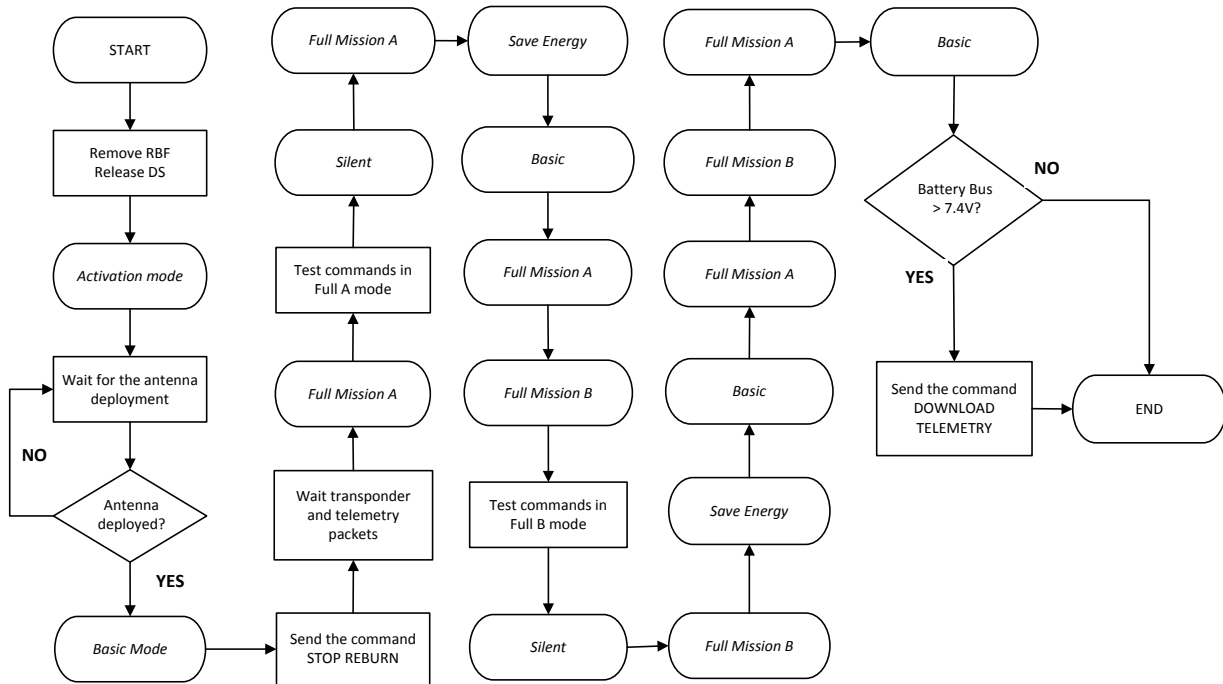 START
Remove RBF
Release DS
Activation mode
Wait for the antenna
deployment
NO
Antenna
deployed?
YES
Basic Mode
Send the command
STOP REBURN
Wait transponder
and telemetry
packets
Full Mission A
Test commands in
Full A mode
Silent
Full Mission A
Save Energy
Basic
Full Mission A
Full Mission B
Test commands in
Full B mode
Silent
Full Mission B
Save Energy
Basic
Full Mission A
Full Mission B
Full Mission A
Basic
Battery Bus
> 7.4V?
NO
YES
Send the command
DOWNLOAD
TELEMETRY
END